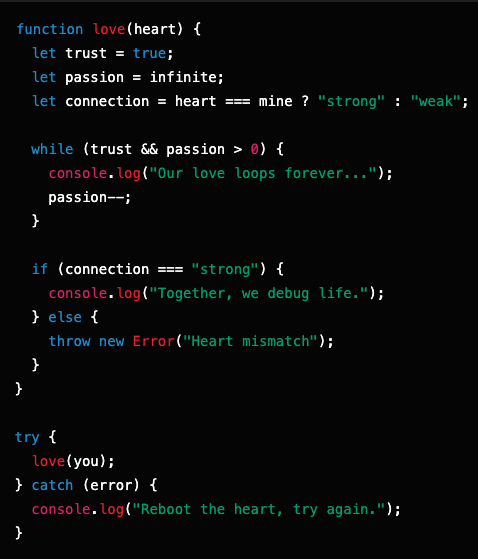 function love(heart) {
let trust = true;
let passion = infinite;
let connection = heart === mine ? "strong" : "weak";
while (trust && passion > 0) {
console.log("Our love loops forever...");
passion--;
}
if (connection === "strong") {
console.log("Together, we debug life.");
} else {
throw new Error("Heart mismatch");
}
}
try {
love(you);
} catch (error) {
console.log("Reboot the heart, try again.");
}